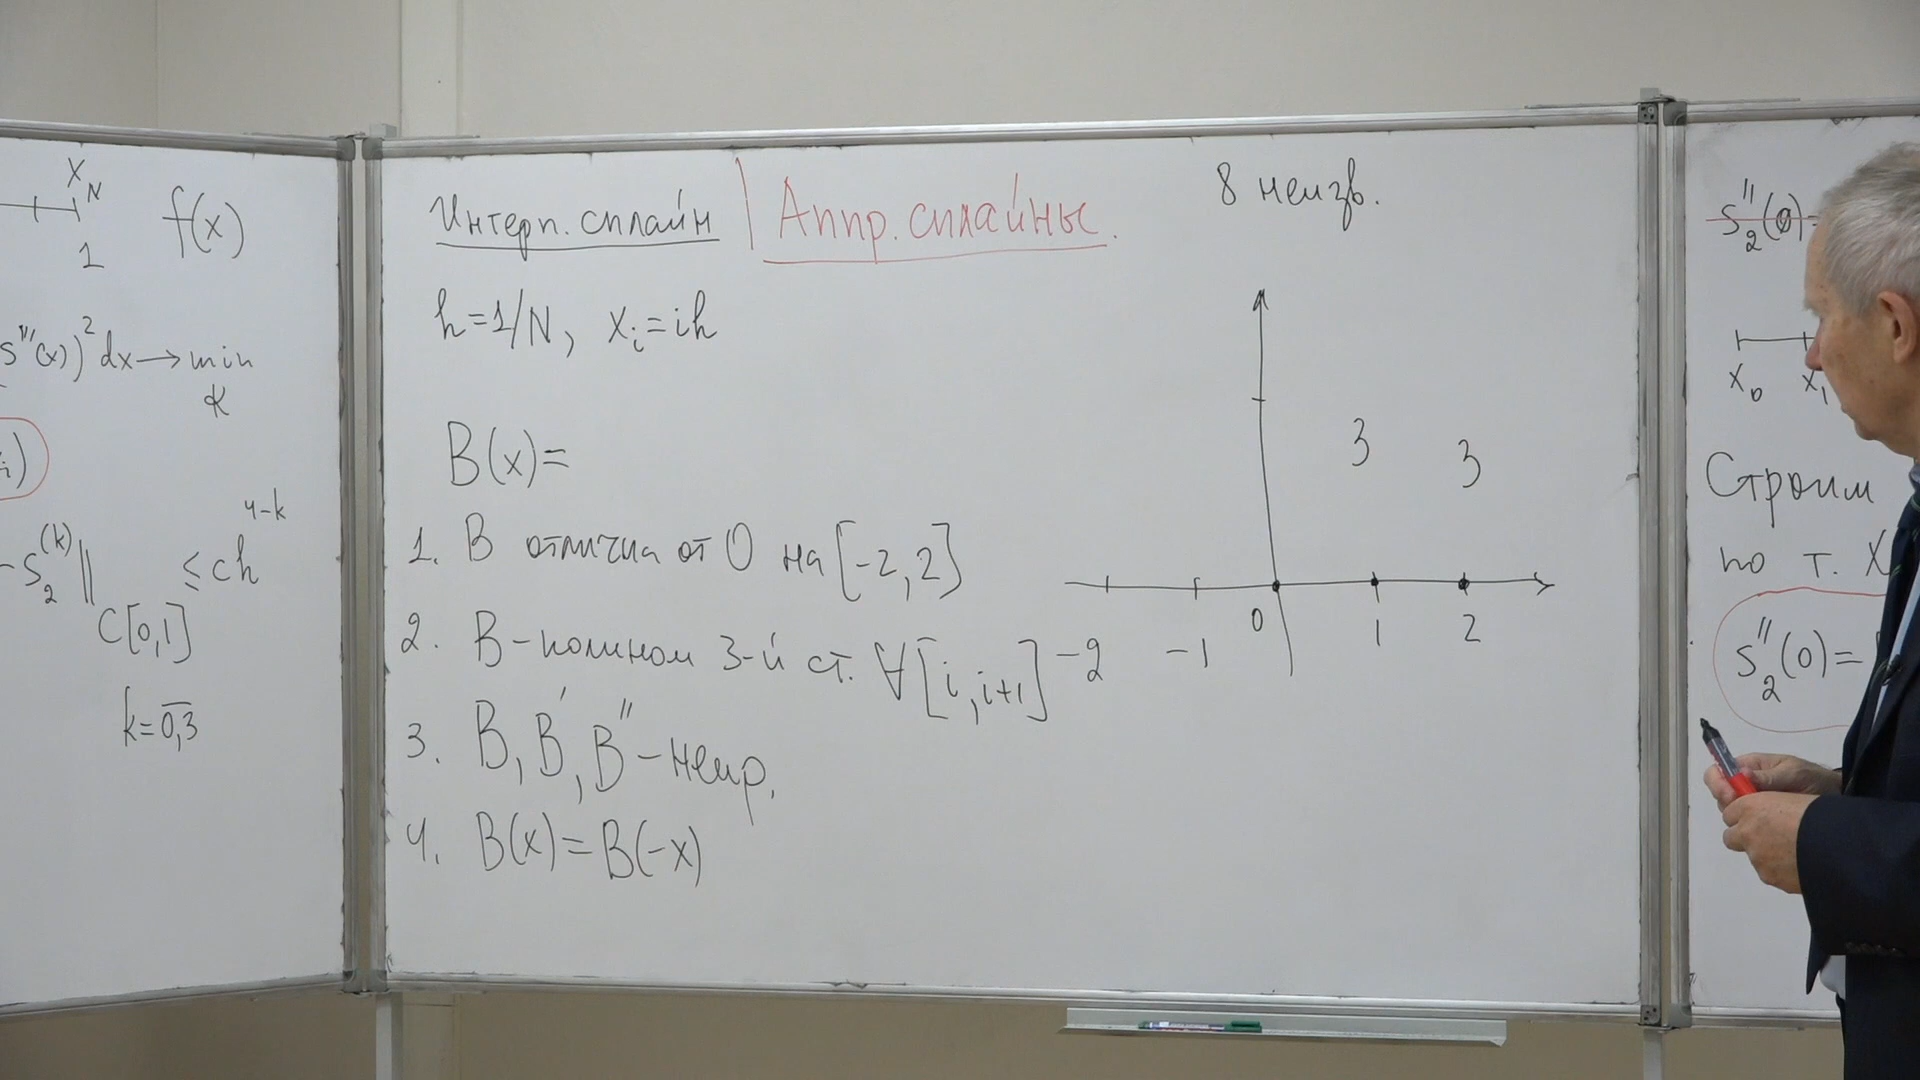 x_N
1
f(x)
s'''(x))² dx → min
K
i)
- s_2^(k) ||_C[0,1] ≤ ch^(4-k)
k = 0,3
Интерп. сплайн | Аппр. сплайны.
8 неизв.
h = 1/N, x_i = ih
B(x) =
1. B отлична от 0 на [-2, 2]
2. B - полином 3-й ст. ∀ [i, i+1]
3. B, B', B'' - непр.
4. B(x) = B(-x)
3 3
-2 -1 0 1 2
s''_2(0) =
x_0 x_1
Строим
по т. X
s''_2(0) =